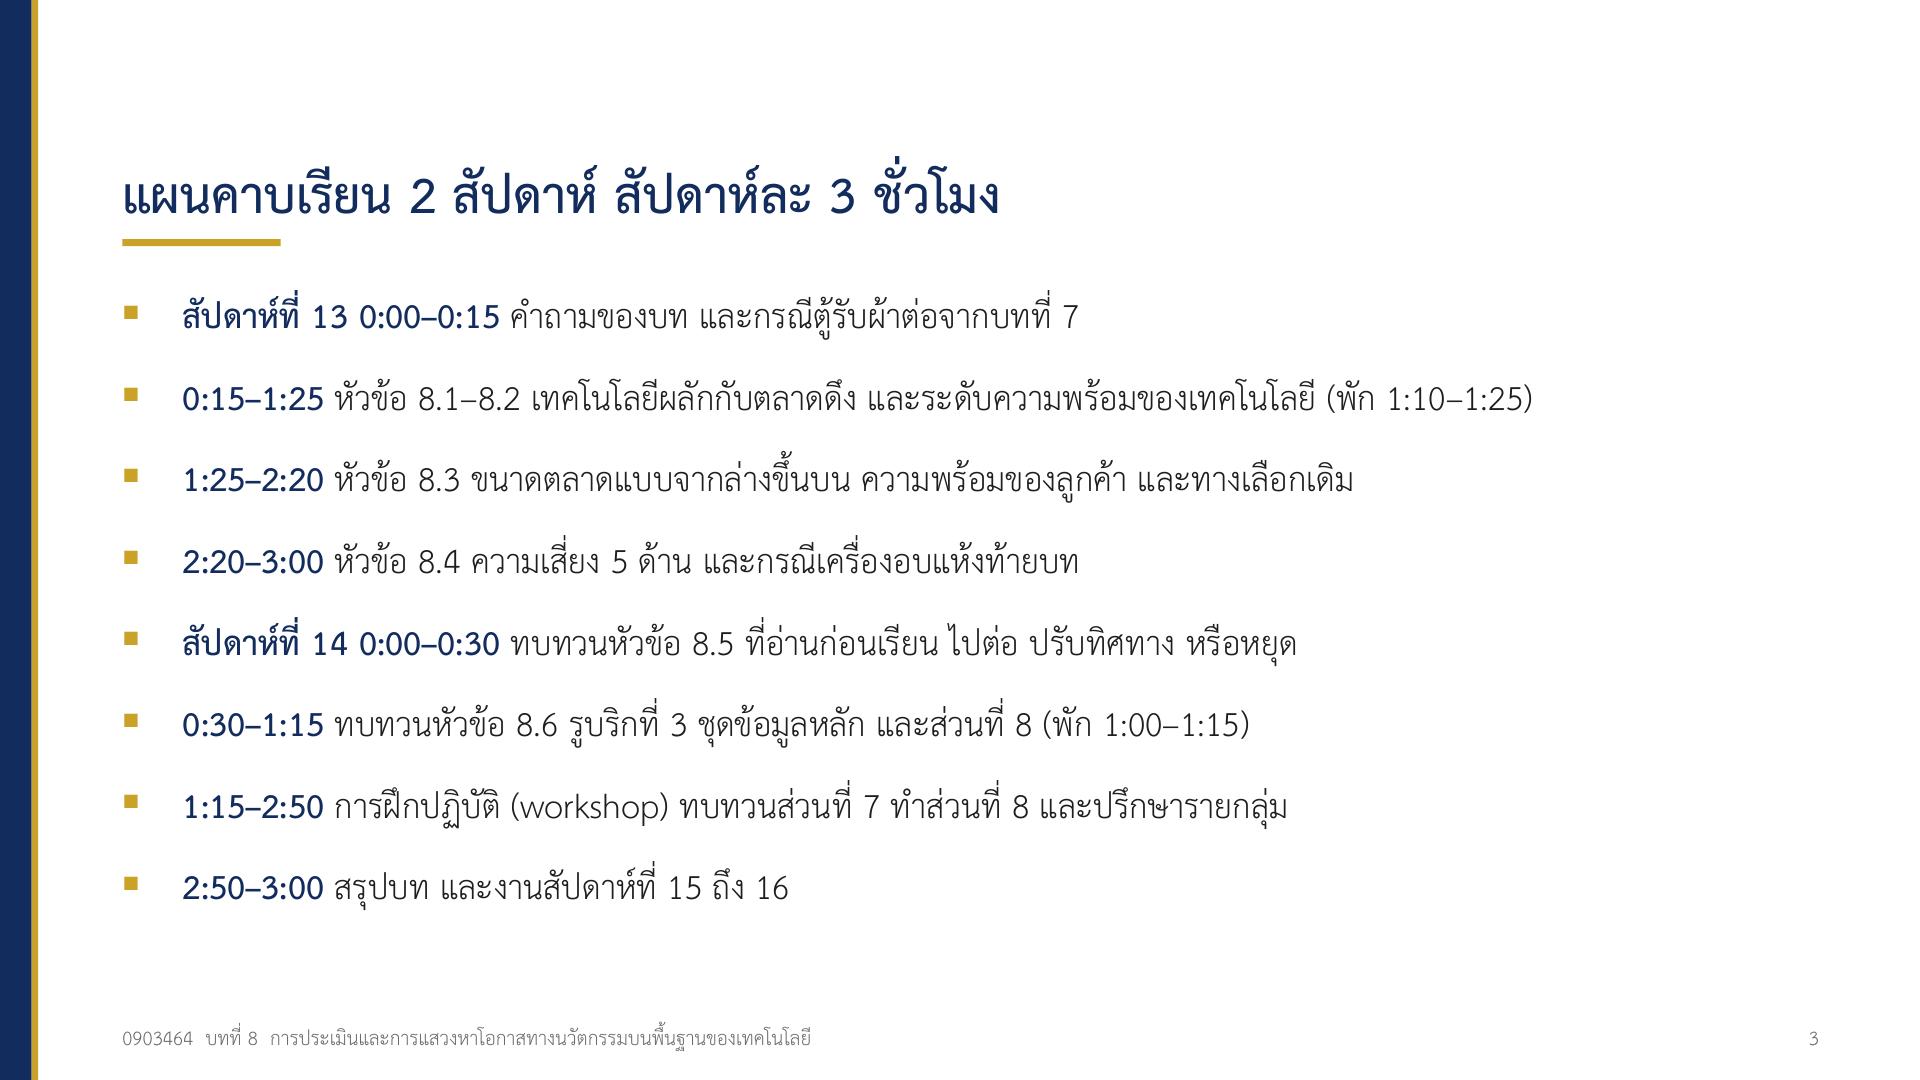 แผนคาบเรียน 2 สัปดาห์ สัปดาห์ละ 3 ชั่วโมง
สัปดาห์ที่ 13 0:00–0:15 คำถามของบท และกรณีตู้รับผ้าต่อจากบทที่ 7
0:15–1:25 หัวข้อ 8.1–8.2 เทคโนโลยีผลักกับตลาดดึง และระดับความพร้อมของเทคโนโลยี (พัก 1:10–1:25)
1:25–2:20 หัวข้อ 8.3 ขนาดตลาดแบบจากล่างขึ้นบน ความพร้อมของลูกค้า และทางเลือกเดิม
2:20–3:00 หัวข้อ 8.4 ความเสี่ยง 5 ด้าน และกรณีเครื่องอบแห้งท้ายบท
สัปดาห์ที่ 14 0:00–0:30 ทบทวนหัวข้อ 8.5 ที่อ่านก่อนเรียน ไปต่อ ปรับทิศทาง หรือหยุด
0:30–1:15 ทบทวนหัวข้อ 8.6 รูบริกที่ 3 ชุดข้อมูลหลัก และส่วนที่ 8 (พัก 1:00–1:15)
1:15–2:50 การฝึกปฏิบัติ (workshop) ทบทวนส่วนที่ 7 ทำส่วนที่ 8 และปรึกษารายกลุ่ม
2:50–3:00 สรุปบท และงานสัปดาห์ที่ 15 ถึง 16
0903464 บทที่ 8 การประเมินและการแสวงหาโอกาสทางนวัตกรรมบนพื้นฐานของเทคโนโลยี
3